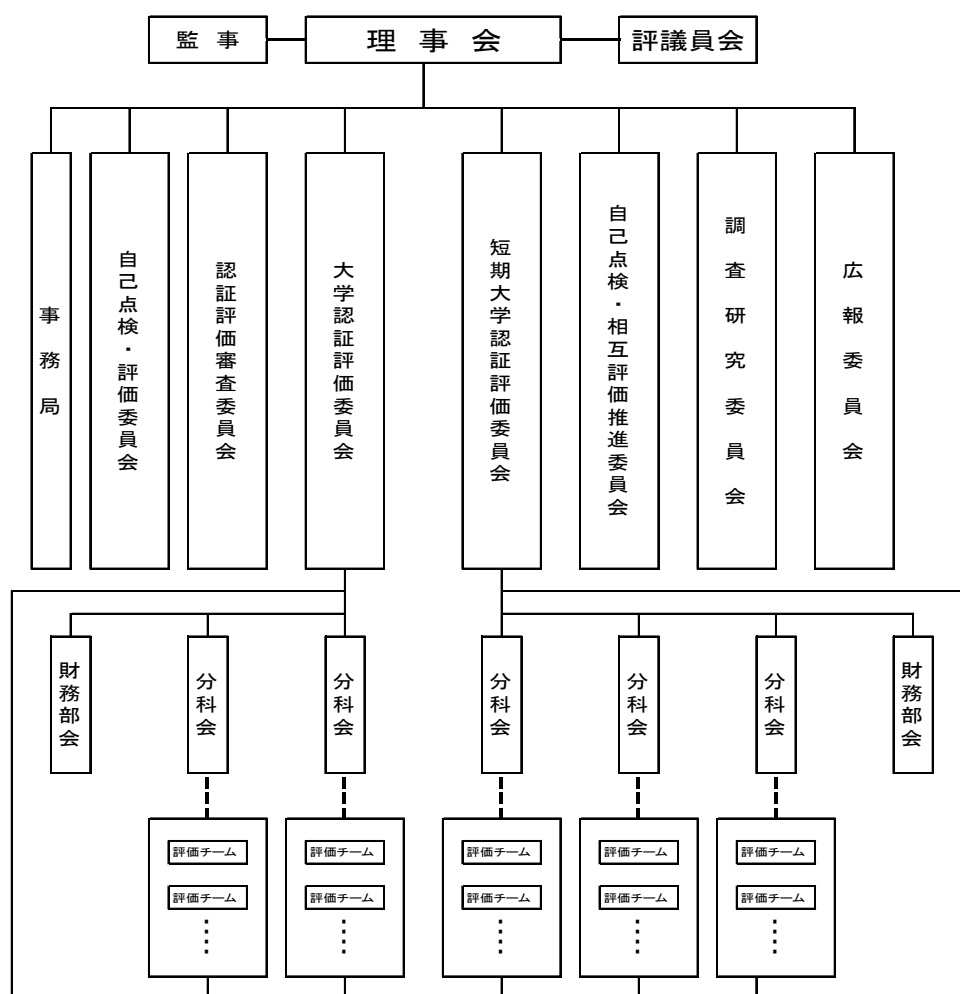 監 事
理 事 会
評議員会
事務局
自己点検・評価委員会
認証評価審査委員会
大学認証評価委員会
短期大学認証評価委員会
自己点検・相互評価推進委員会
調査研究委員会
広報委員会
財務部会
分科会
分科会
分科会
分科会
分科会
財務部会
評価チーム
評価チーム
評価チーム
評価チーム
評価チーム
評価チーム
評価チーム
評価チーム
評価チーム
評価チーム